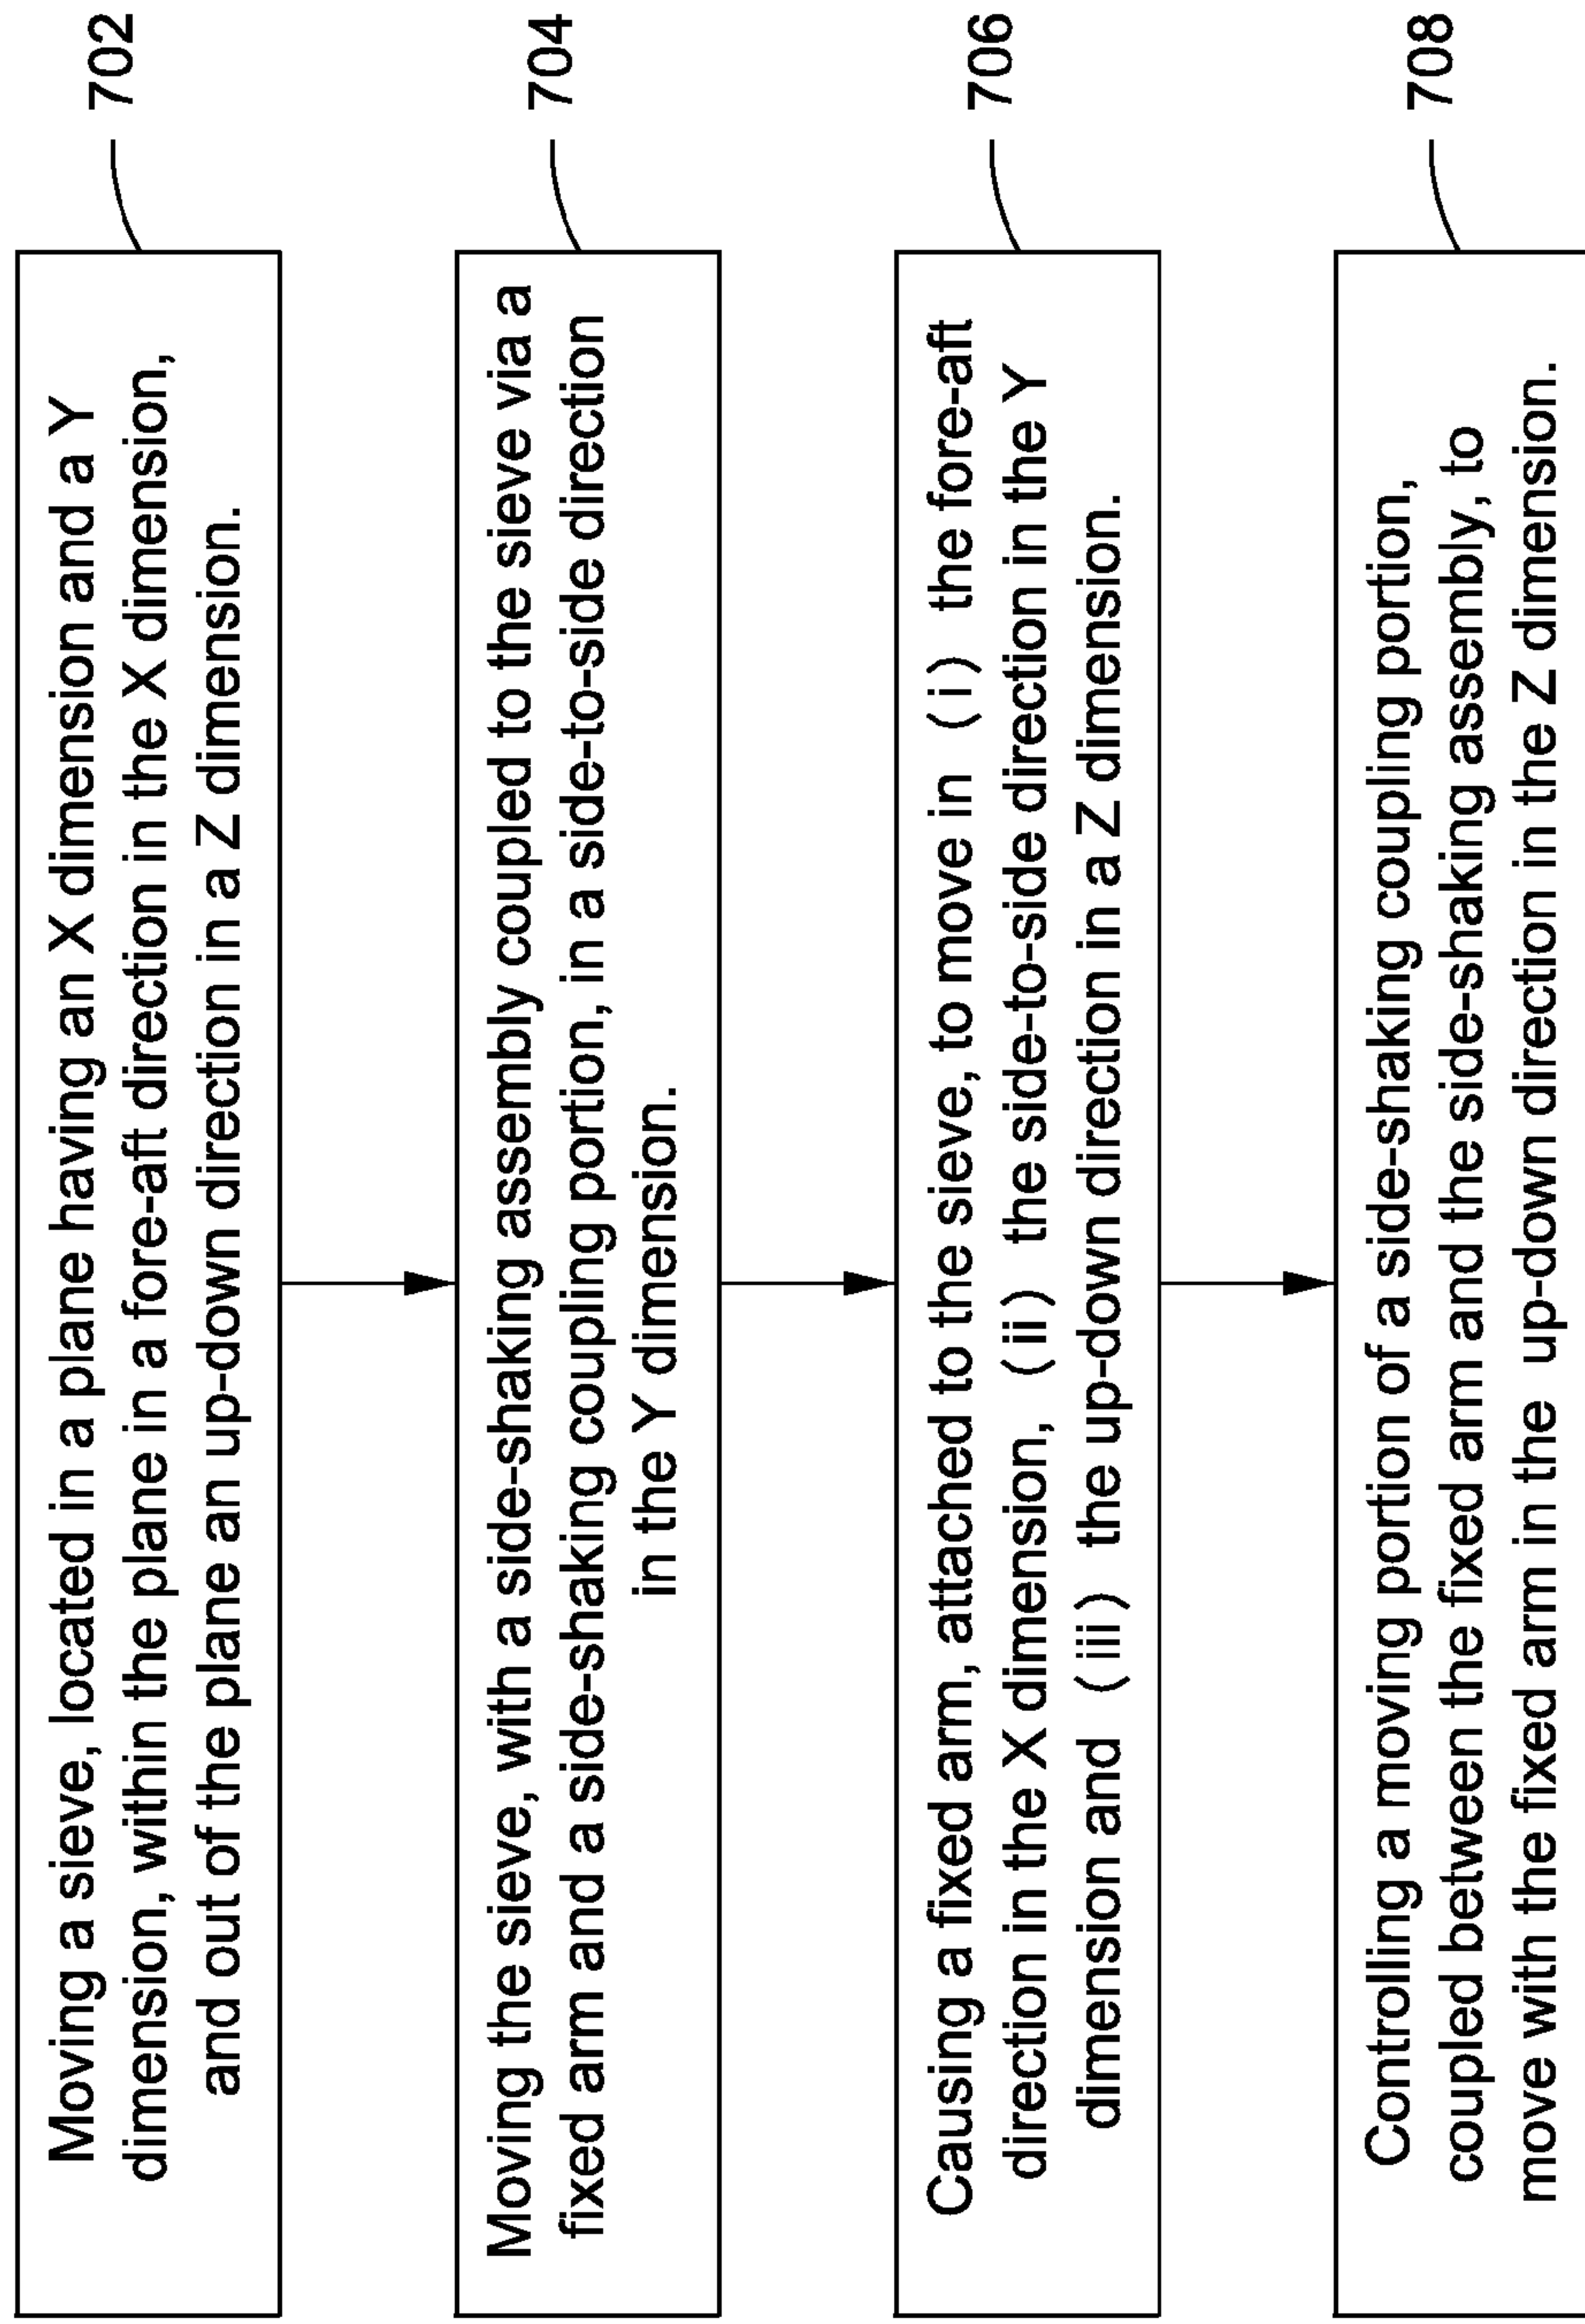 Moving a sieve, located in a plane having an X dimension and a Y
dimension, within the plane in a fore-aft direction in the X dimension,
and out of the plane an up-down direction in a Z dimension.
702
Moving the sieve, with a side-shaking assembly coupled to the sieve via a
fixed arm and a side-shaking coupling portion, in a side-to-side direction
in the Y dimension.
704
Causing a fixed arm, attached to the sieve, to move in (i) the fore-aft
direction in the X dimension, (ii) the side-to-side direction in the Y
dimension and (iii) the up-down direction in a Z dimension.
706
Controlling a moving portion of a side-shaking coupling portion,
coupled between the fixed arm and the side-shaking assembly, to
move with the fixed arm in the up-down direction in the Z dimension.
708